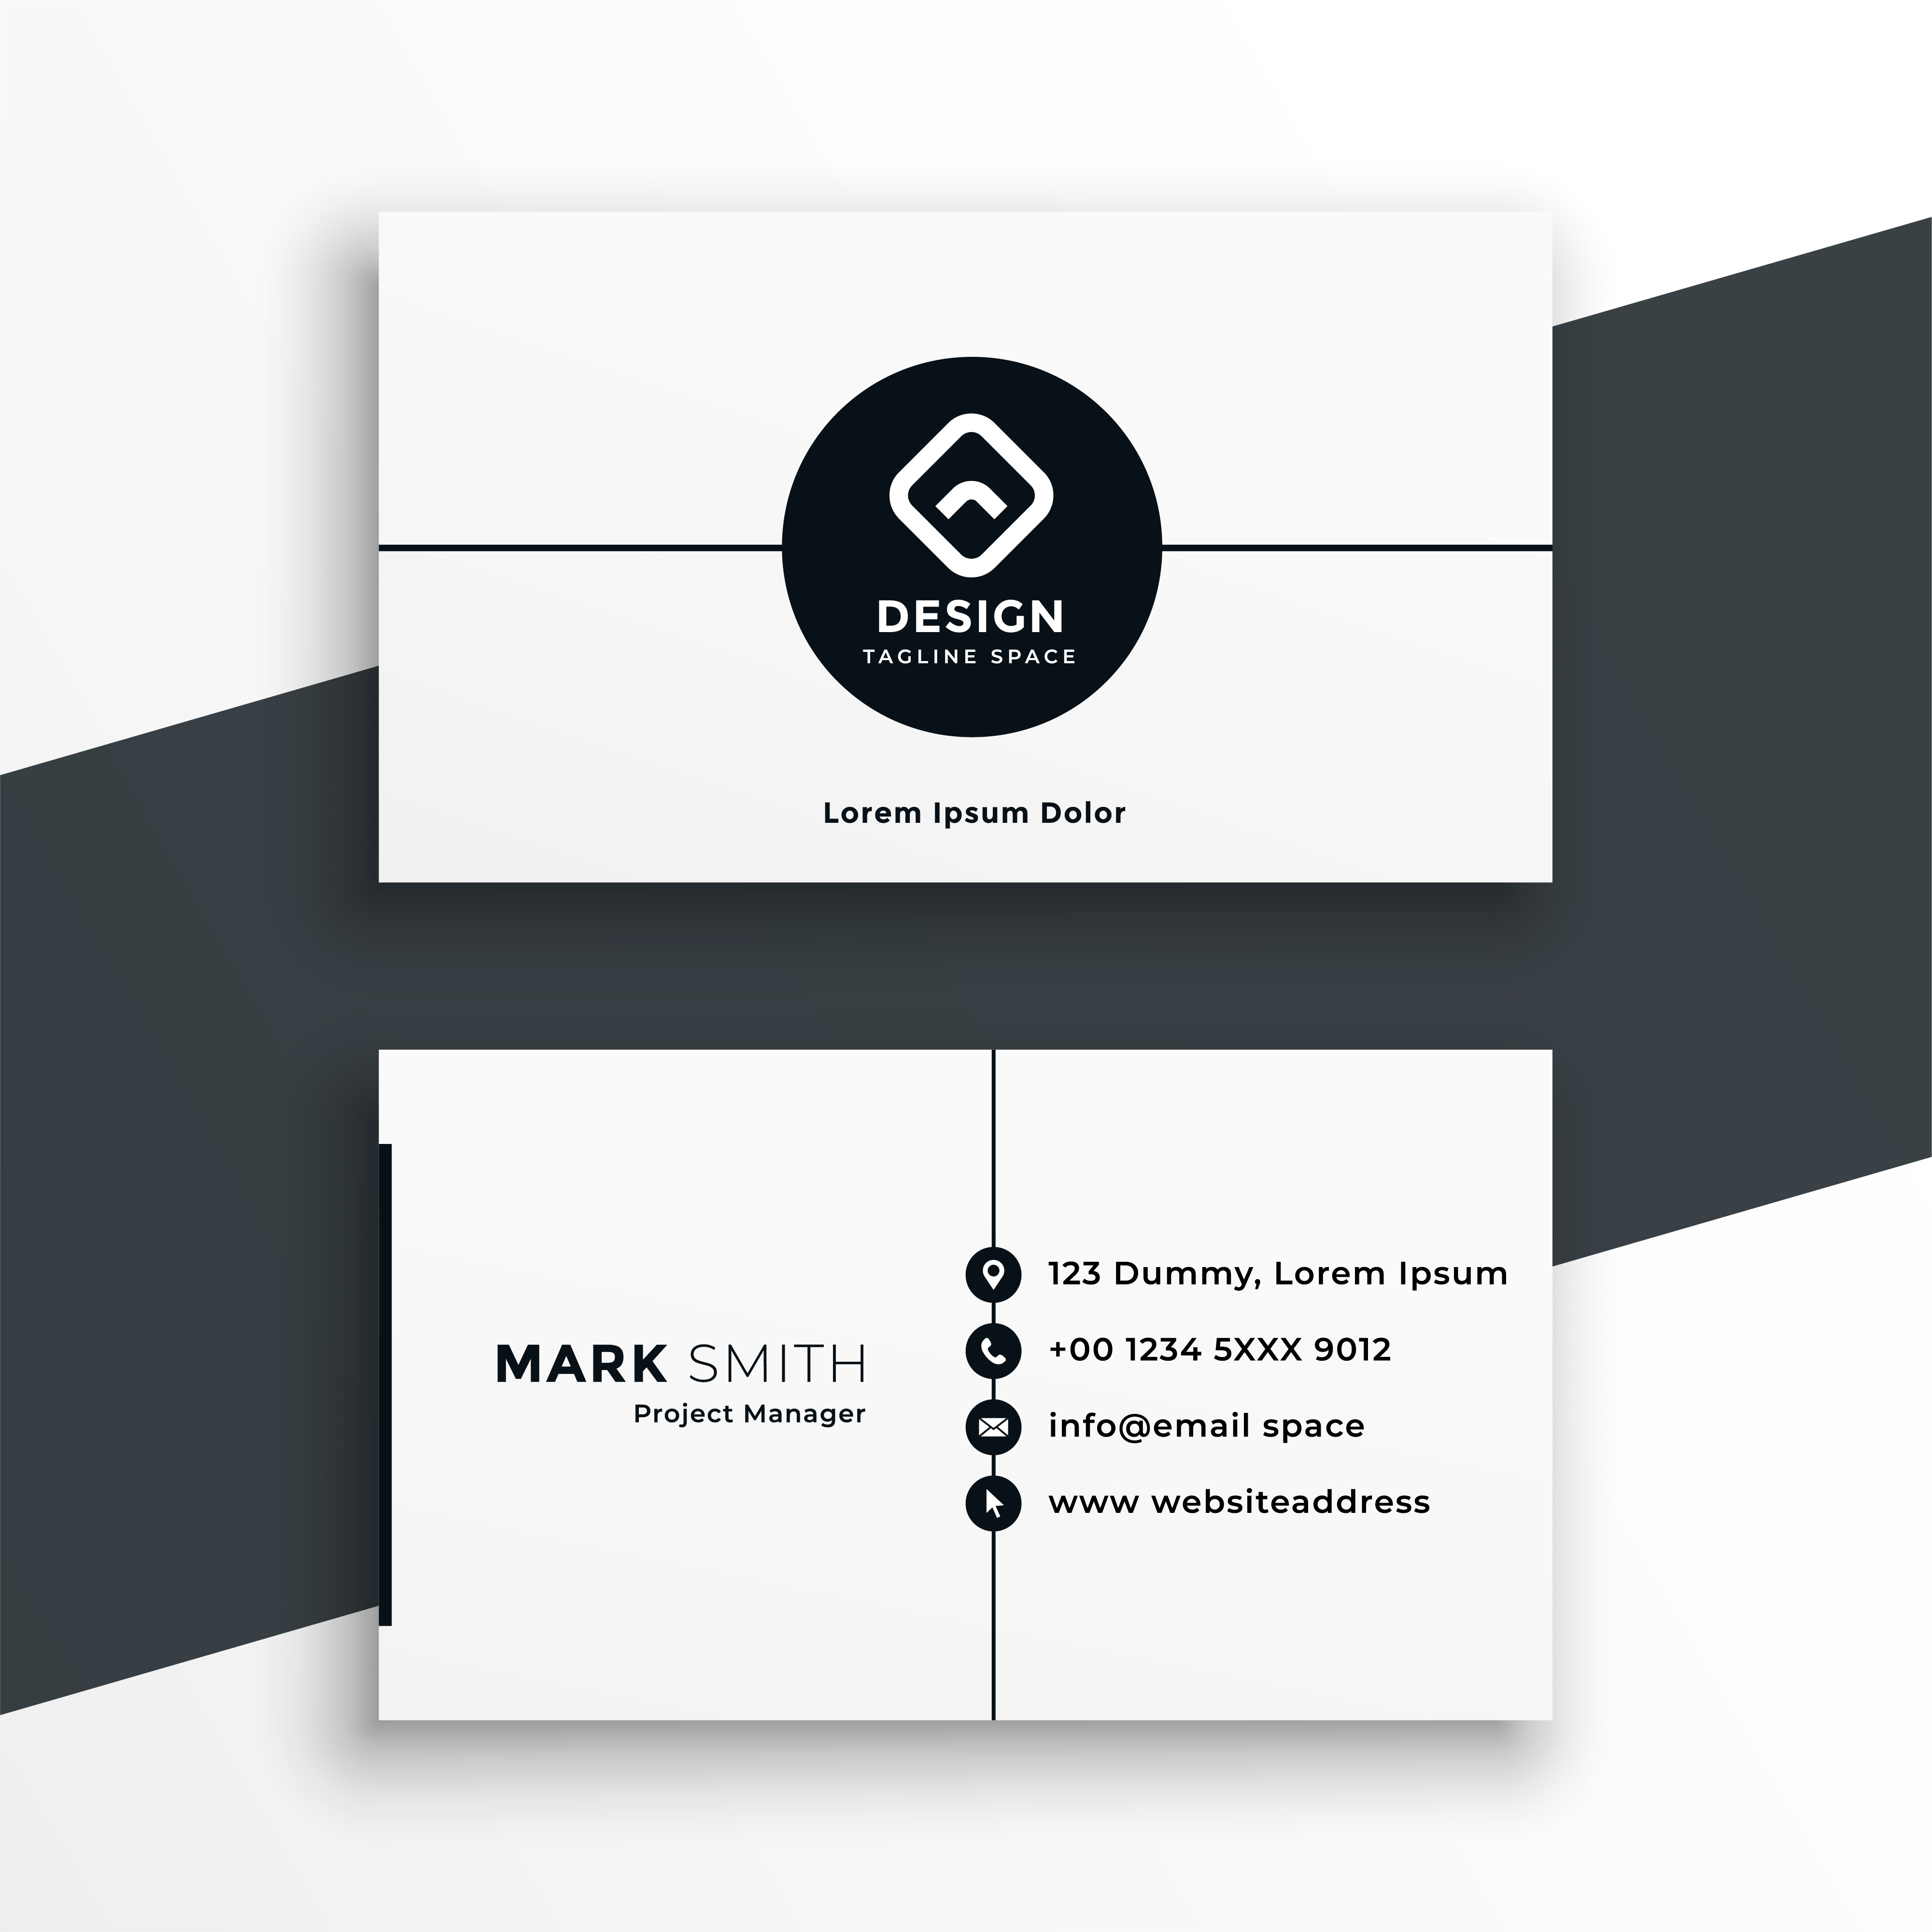 DESIGN
TAGLINE SPACE
Lorem Ipsum Dolor
MARK SMITH
Project Manager
123 Dummy, Lorem Ipsum
+00 1234 5XXX 9012
info@email space
www websiteaddress